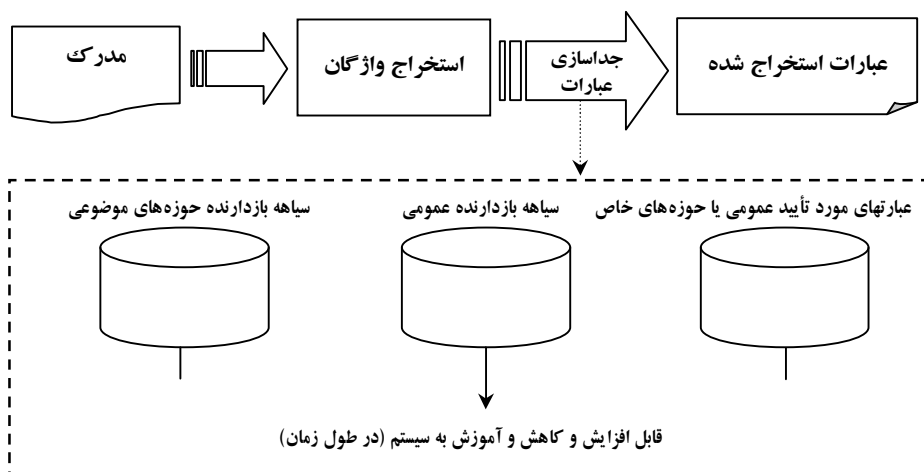 مدرک
استخراج واژگان
جداسازی
عبارات
عبارات استخراج شده
عبارتهای مورد تأیید عمومی یا حوزه‌های خاص
سیاهه بازدارنده عمومی
سیاهه بازدارنده حوزه‌های موضوعی
قابل افزایش و کاهش و آموزش به سیستم (در طول زمان)